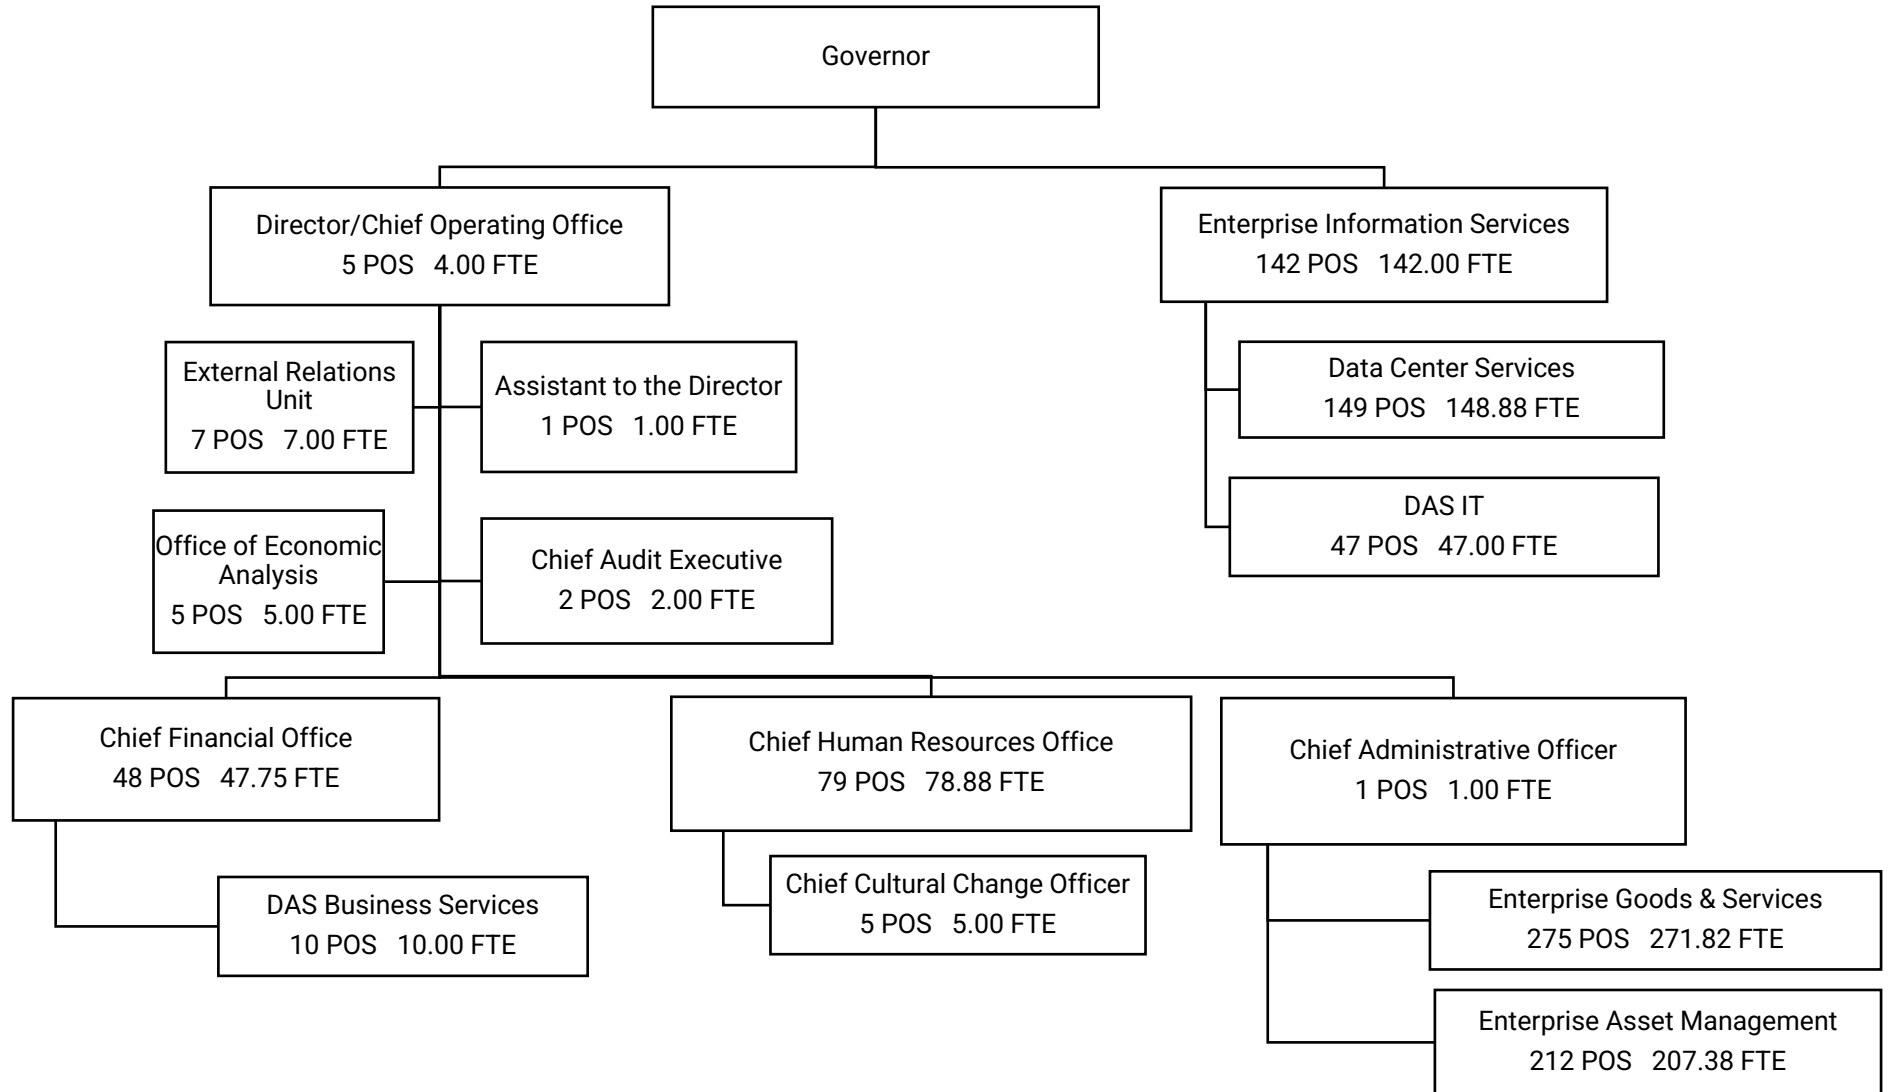 Governor
Director/Chief Operating Office
5 POS 4.00 FTE
Enterprise Information Services
142 POS 142.00 FTE
External Relations
Unit
7 POS 7.00 FTE
Assistant to the Director
1 POS 1.00 FTE
Data Center Services
149 POS 148.88 FTE
DAS IT
47 POS 47.00 FTE
Office of Economic
Analysis
5 POS 5.00 FTE
Chief Audit Executive
2 POS 2.00 FTE
Chief Financial Office
48 POS 47.75 FTE
Chief Human Resources Office
79 POS 78.88 FTE
Chief Administrative Officer
1 POS 1.00 FTE
DAS Business Services
10 POS 10.00 FTE
Chief Cultural Change Officer
5 POS 5.00 FTE
Enterprise Goods & Services
275 POS 271.82 FTE
Enterprise Asset Management
212 POS 207.38 FTE